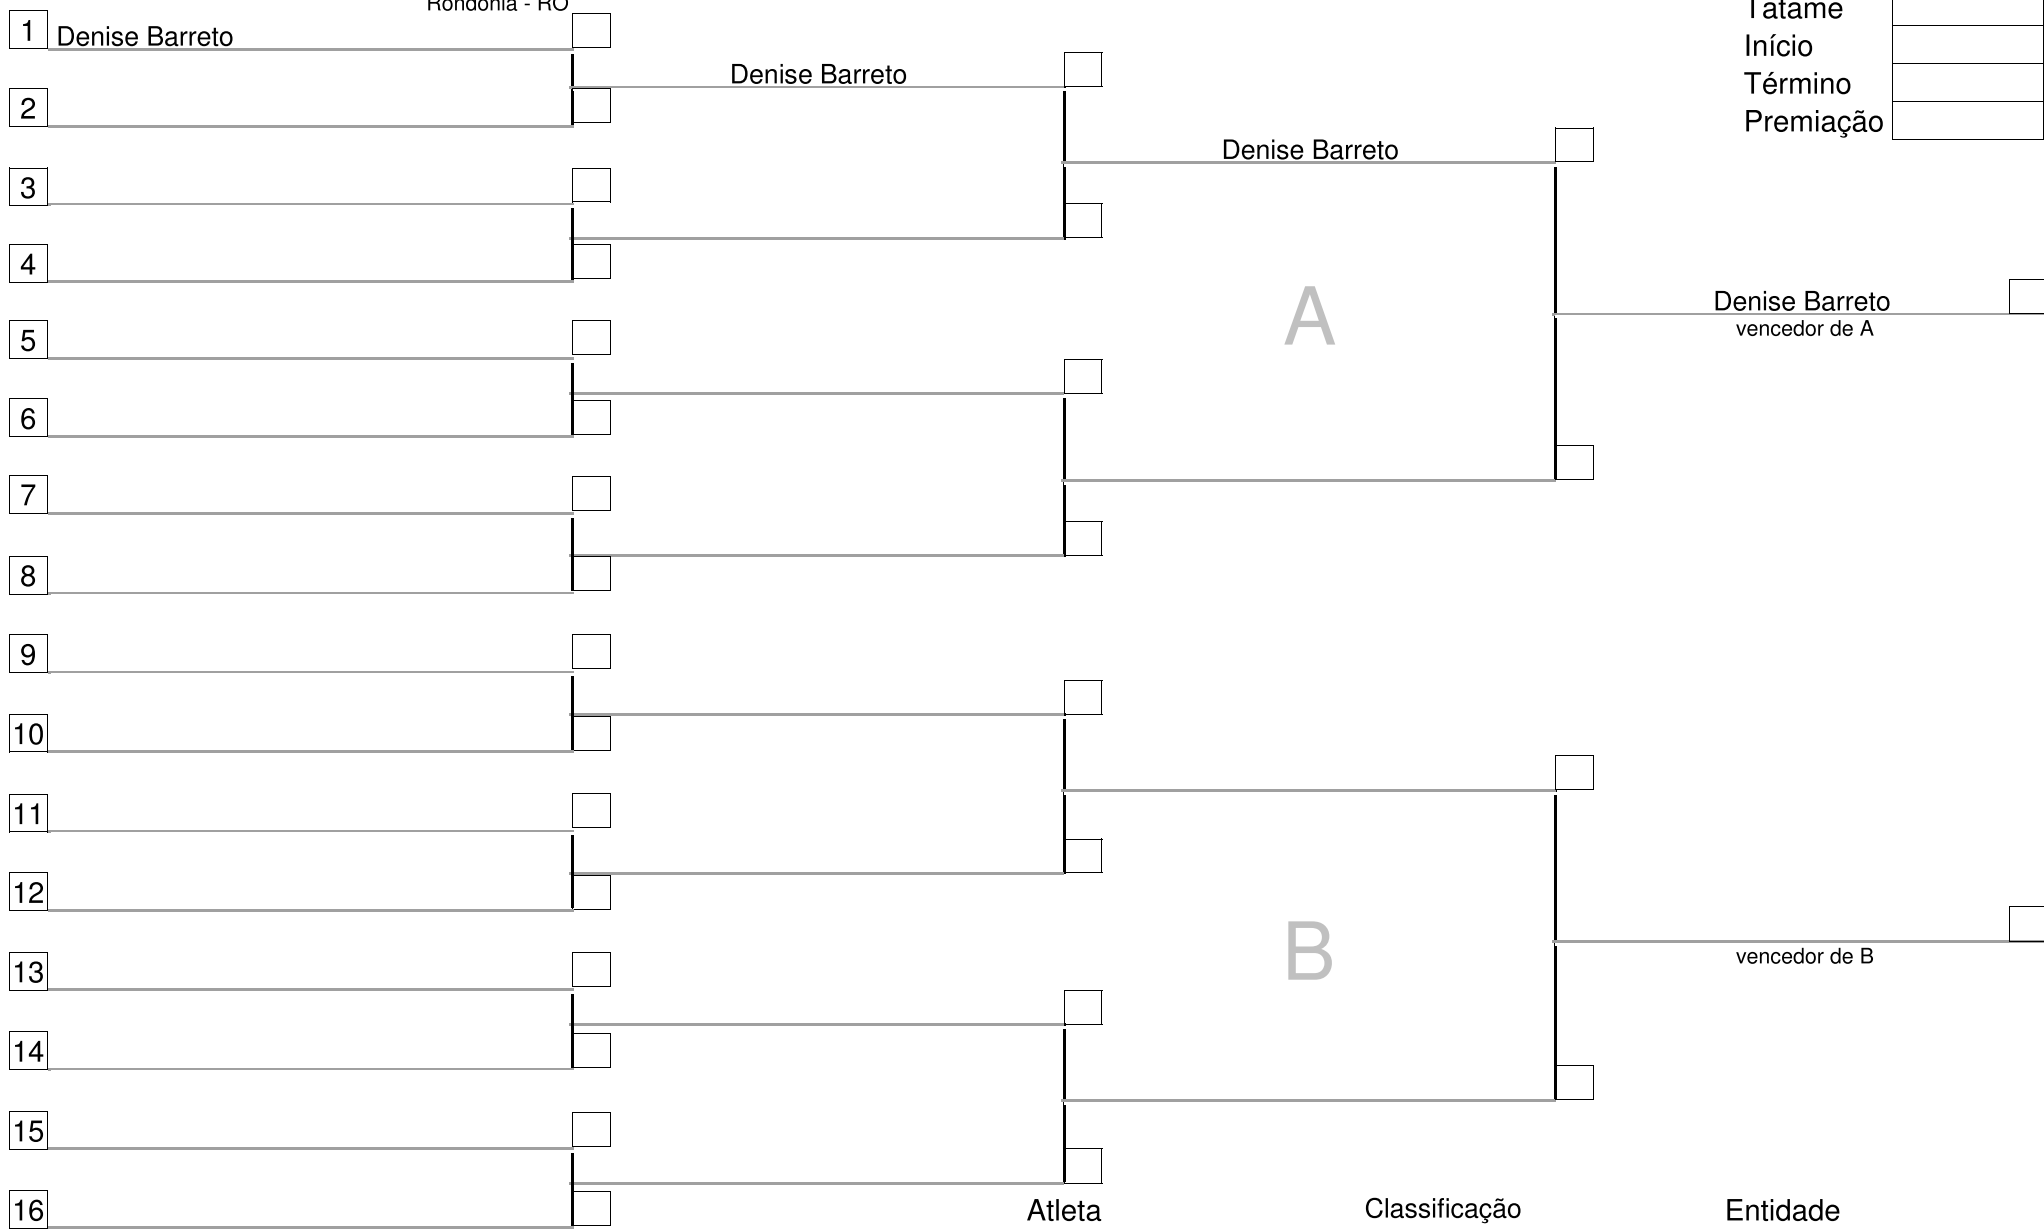 Rondônia - RO
Tatame
1 Denise Barreto
Início
Denise Barreto
Término
2
Premiação
Denise Barreto
3
4
A
Denise Barreto
vencedor de A
5
6
7
8
9
10
11
12
B
vencedor de B
13
14
15
16
Atleta Classificação Entidade